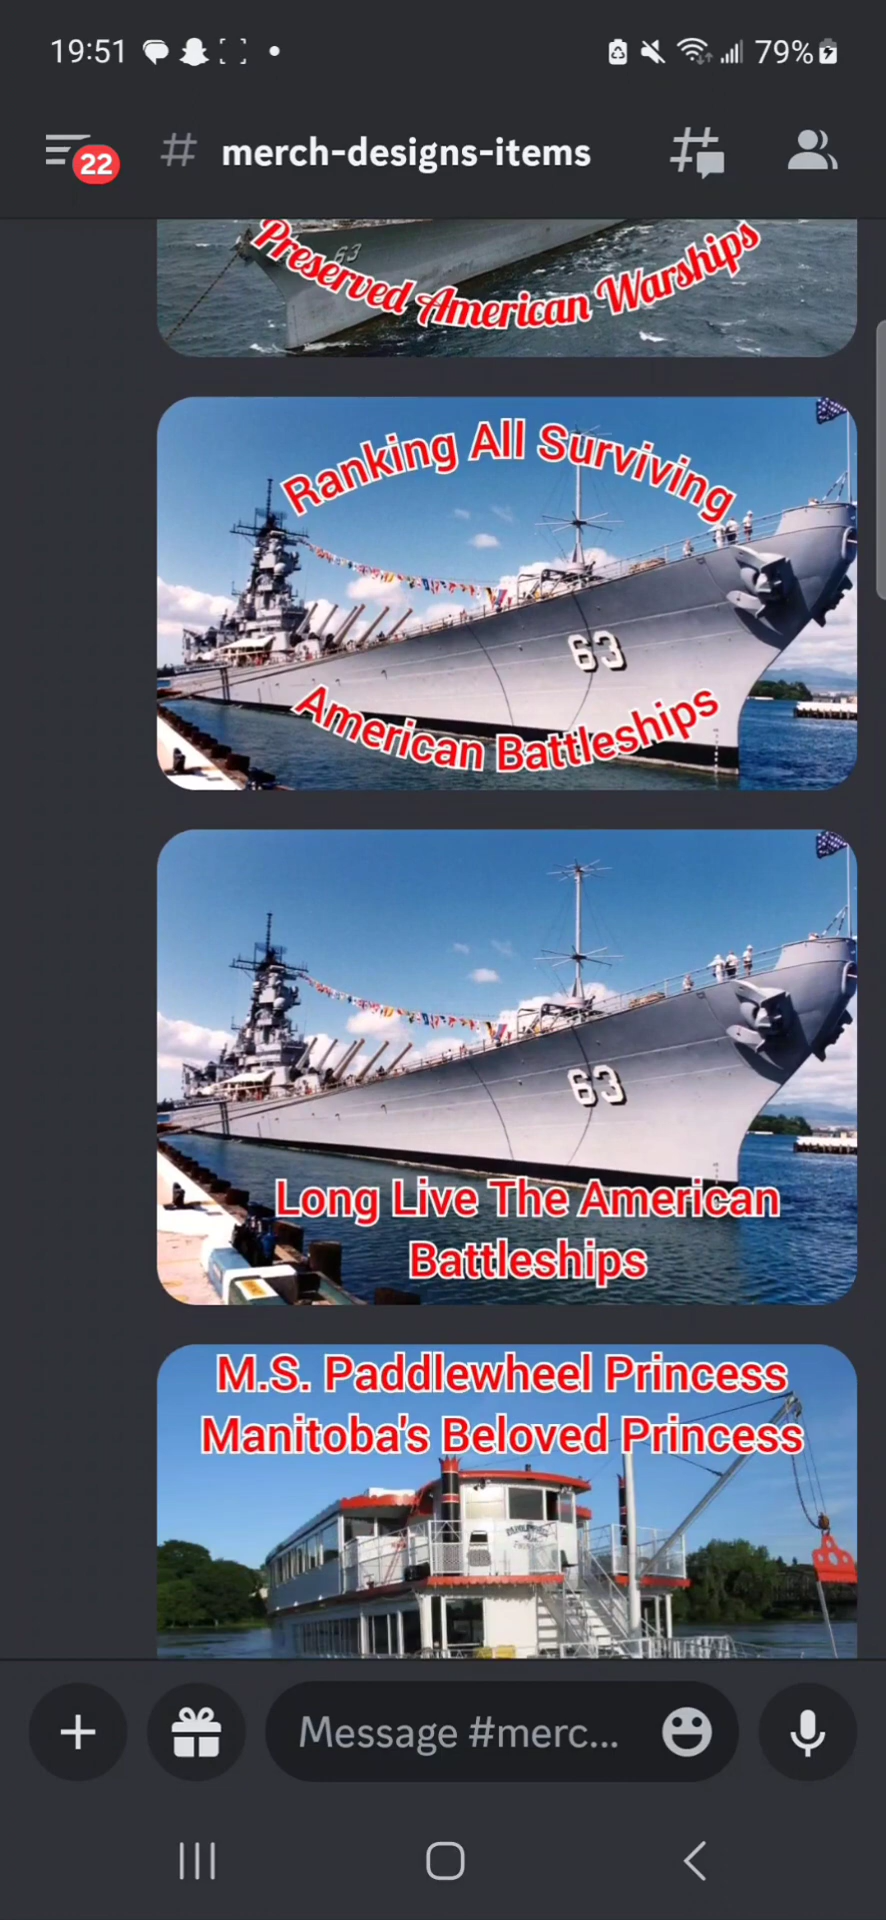 19:51
79%
22
# merch-designs-items
63
Preserved American Warships
Ranking All Surviving
63
American Battleships
63
Long Live The American
Battleships
M.S. Paddlewheel Princess
Manitoba's Beloved Princess
Message #merc...